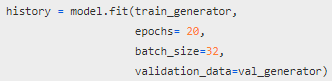 history = model.fit(train_generator,
                    epochs= 20,
                    batch_size=32,
                    validation_data=val_generator)